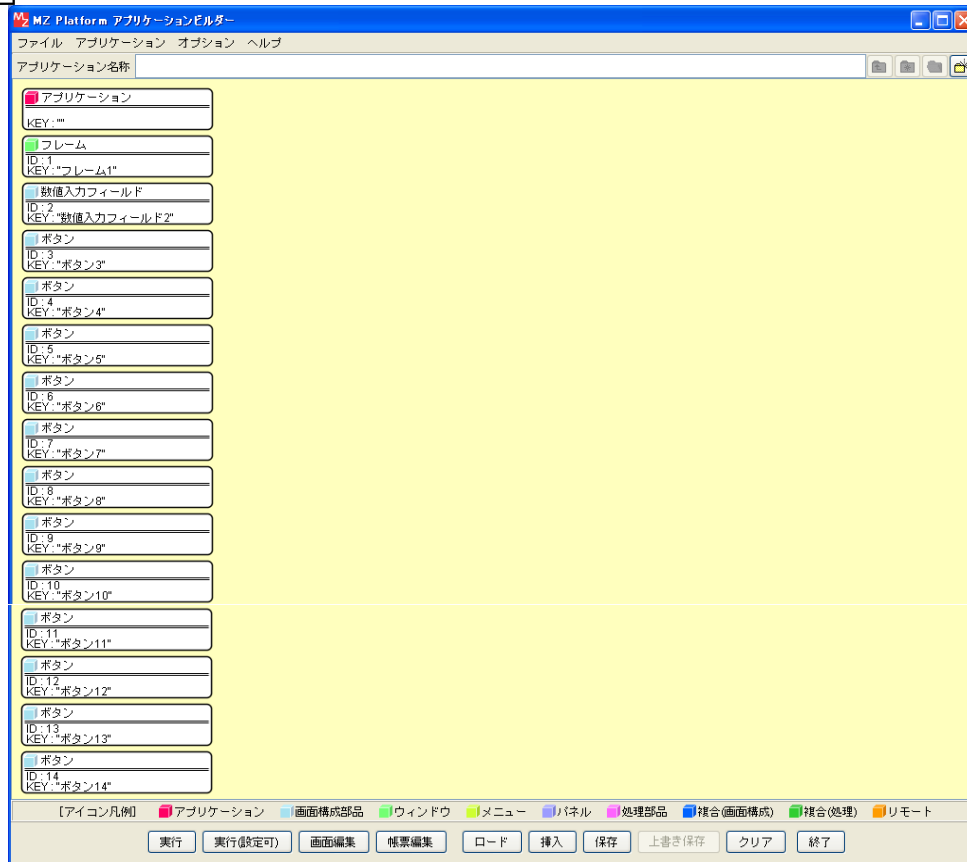 MZ MZ Platform アプリケーションビルダー
ファイル アプリケーション オプション ヘルプ
アプリケーション名称
アプリケーション
KEY:""
フレーム
ID:1
KEY:"フレーム1"
数値入力フィールド
ID:2
KEY:"数値入力フィールド2"
ボタン
ID:3
KEY:"ボタン3"
ボタン
ID:4
KEY:"ボタン4"
ボタン
ID:5
KEY:"ボタン5"
ボタン
ID:6
KEY:"ボタン6"
ボタン
ID:7
KEY:"ボタン7"
ボタン
ID:8
KEY:"ボタン8"
ボタン
ID:9
KEY:"ボタン9"
ボタン
ID:10
KEY:"ボタン10"
ボタン
ID:11
KEY:"ボタン11"
ボタン
ID:12
KEY:"ボタン12"
ボタン
ID:13
KEY:"ボタン13"
ボタン
ID:14
KEY:"ボタン14"
[アイコン凡例] アプリケーション 画面構成部品 ウィンドウ メニュー パネル 処理部品 複合(画面構成) 複合(処理) リモート
実行 実行(設定可) 画面編集 帳票編集 ロード 挿入 保存 上書き保存 クリア 終了